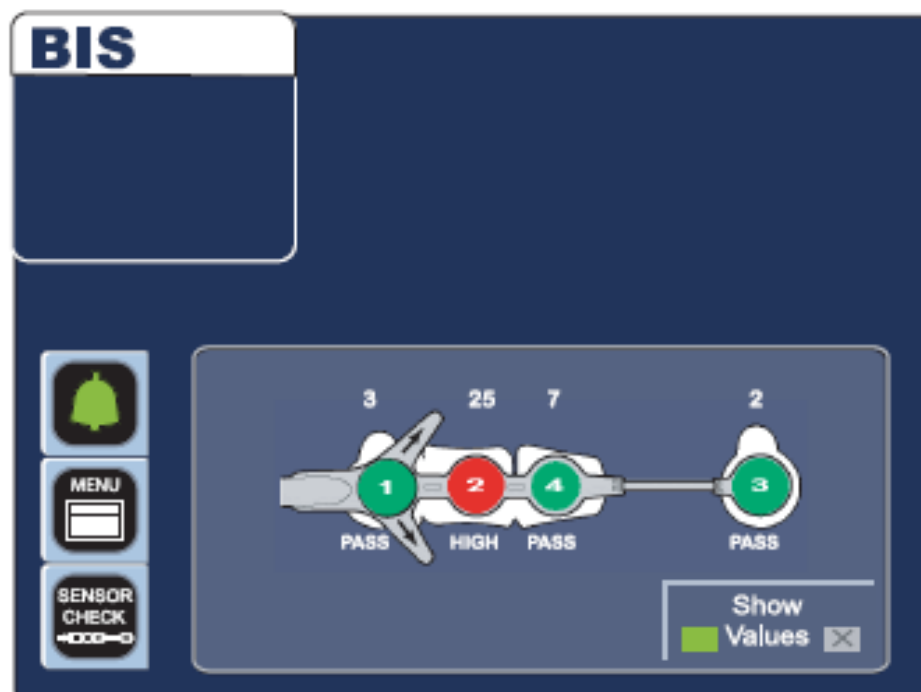 BIS
3 25 7 2
1 2 4 3
PASS HIGH PASS PASS
MENU
SENSOR
CHECK
Show
Values